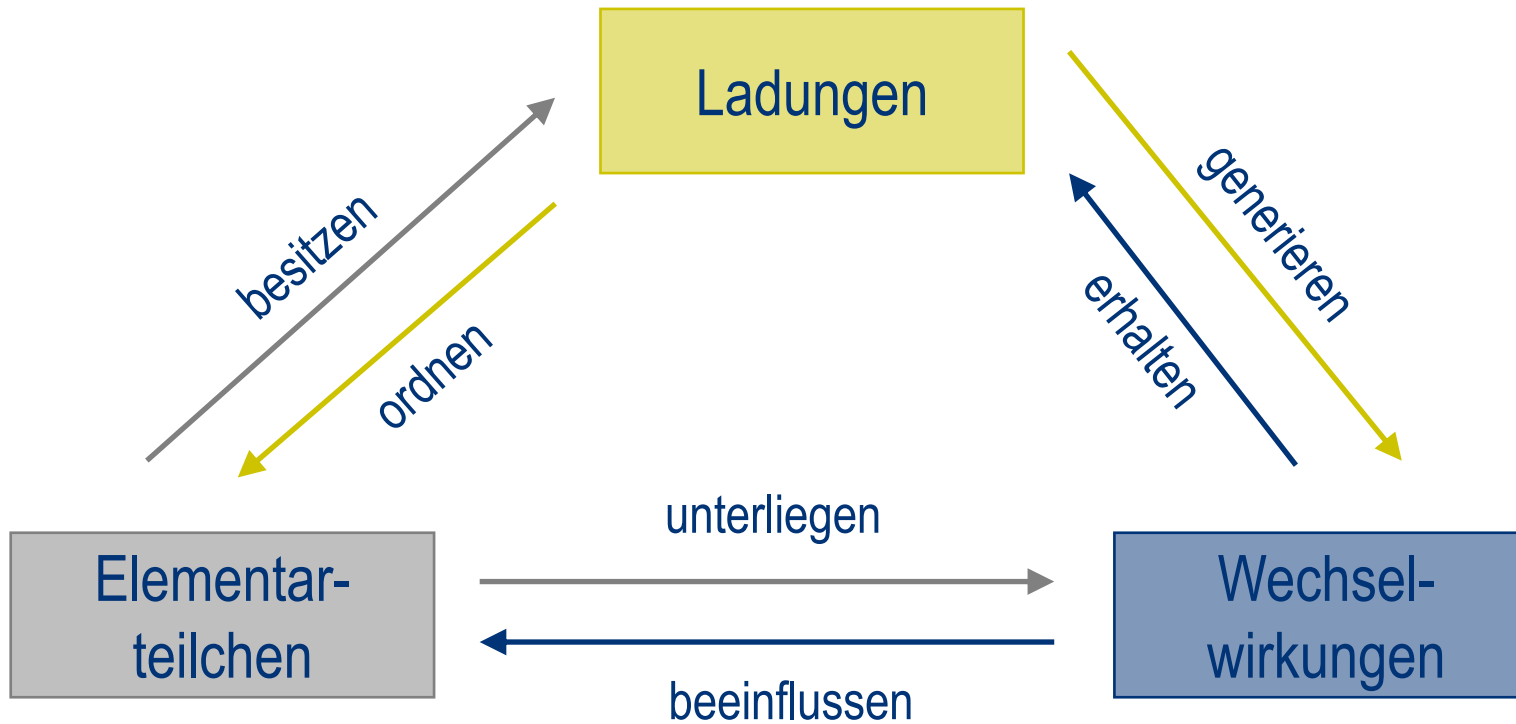 Ladungen
besitzen
ordnen
generieren
erhalten
unterliegen
Elementar-
teilchen
Wechsel-
wirkungen
beeinflussen